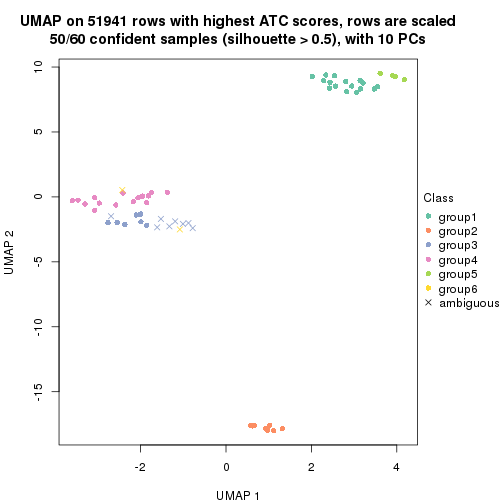 UMAP on 51941 rows with highest ATC scores, rows are scaled
50/60 confident samples (silhouette > 0.5), with 10 PCs
10
5
0
-5
-10
-15
UMAP 2
-2
0
2
4
UMAP 1
Class
group1
group2
group3
group4
group5
group6
ambiguous